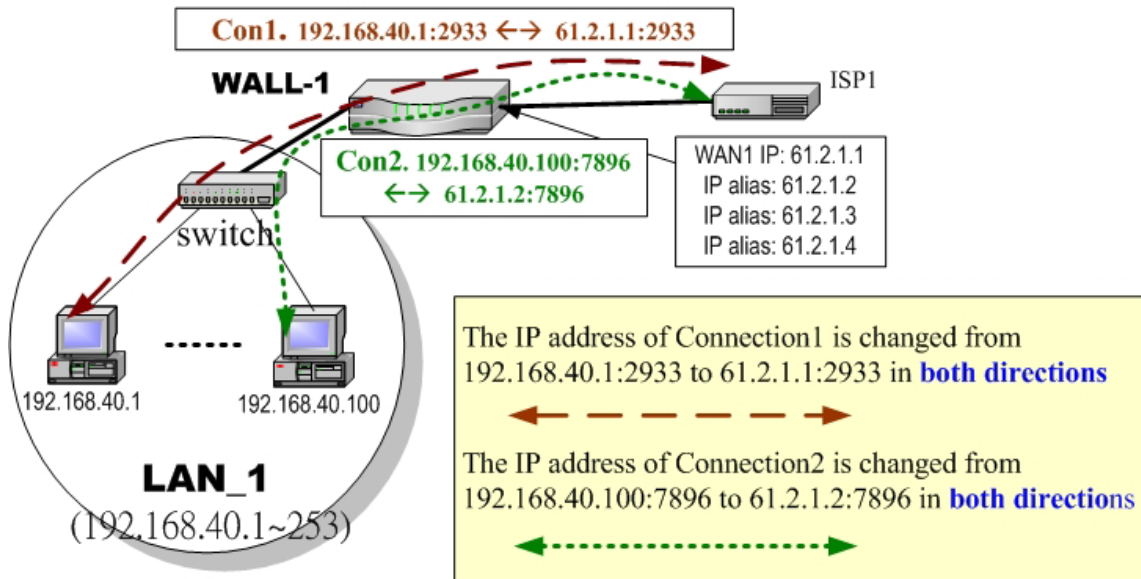 Con1. 192.168.40.1:2933 ←→ 61.2.1.1:2933
WALL-1
ISP1
Con2. 192.168.40.100:7896
←→ 61.2.1.2:7896
WAN1 IP: 61.2.1.1
IP alias: 61.2.1.2
IP alias: 61.2.1.3
IP alias: 61.2.1.4
switch
192.168.40.1
192.168.40.100
LAN_1
(192.168.40.1~253)
The IP address of Connection1 is changed from
192.168.40.1:2933 to 61.2.1.1:2933 in both directions
The IP address of Connection2 is changed from
192.168.40.100:7896 to 61.2.1.2:7896 in both directions